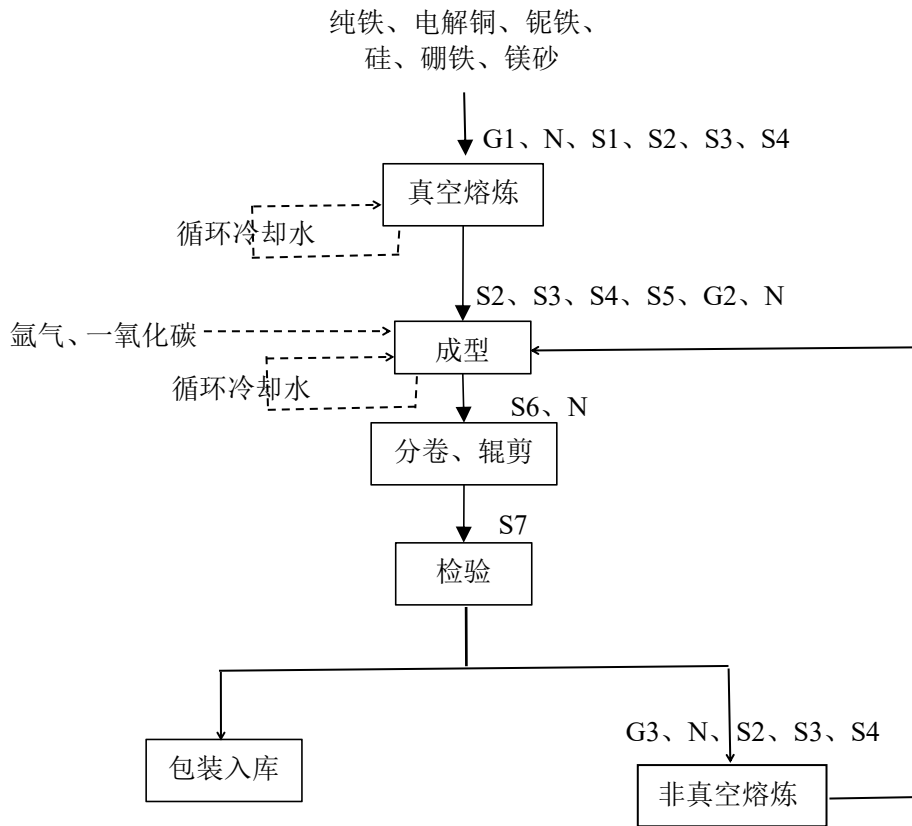 纯铁、电解铜、铌铁、
硅、硼铁、镁砂
G1、N、S1、S2、S3、S4
真空熔炼
循环冷却水
S2、S3、S4、S5、G2、N
氩气、一氧化碳
成型
循环冷却水
S6、N
分卷、辊剪
S7
检验
G3、N、S2、S3、S4
包装入库
非真空熔炼